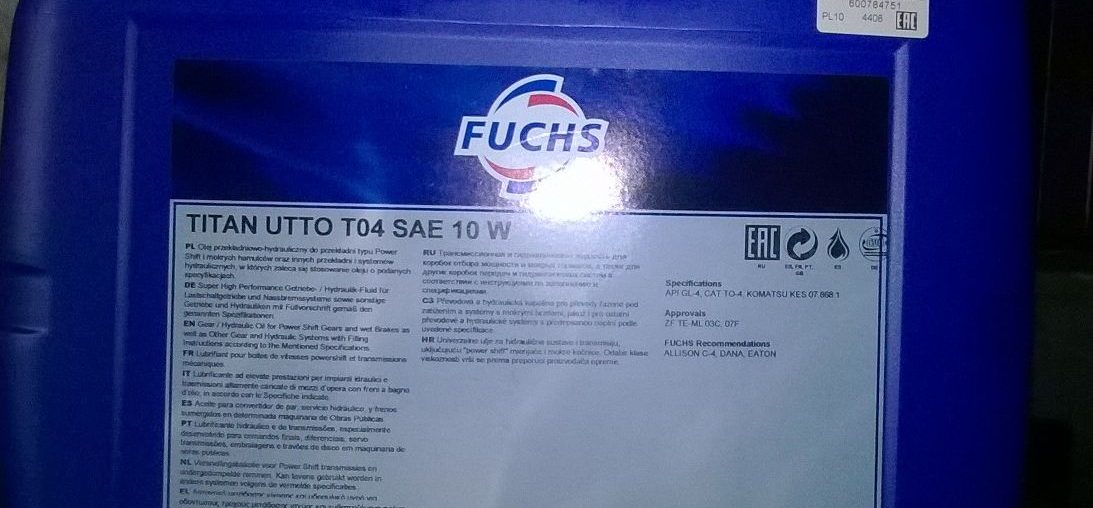 600784751
PL10 4408 EAC
FUCHS
TITAN UTTO T04 SAE 10 W
PL Olej przekładniowo-hydrauliczny do przekładni typu Power
Shift i mokrych hamulców oraz innych przekładni i systemów
hydraulicznych, w których zaleca się stosowanie oleju o podanych
specyfikacjach.
DE Super High Performance Getriebe- / Hydraulik-Fluid für
Lastschaltgetriebe und Nassbremssysteme sowie sonstige
Getriebe und Hydrauliken mit Füllvorschrift gemäß den
genannten Spezifikationen.
EN Gear / Hydraulic Oil for Power Shift Gears and wet Brakes as
well as Other Gear and Hydraulic Systems with Filling
Instructions according to the Mentioned Specifications.
FR Lubrifiant pour boîtes de vitesses powershift et transmissions
mécaniques.
IT Lubrificante ad elevate prestazioni per impianti idraulici e
trasmissioni altamente caricate di mezzi d'opera con freni a bagno
d'olio, in accordo con le Specifiche indicate.
ES Aceite para convertidor de par, servicio hidráulico, y frenos
sumergidos en determinada maquinaria de Obras Públicas.
PT Lubrificante hidráulico e de transmissões, especialmente
desenvolvido para comandos finais, diferenciais, servo
transmissões, embraiagens e travões de disco em maquinaria de
obras públicas.
NL Versnellingsbakolie voor Power Shift transmissies en
ondergedompelde remmen. Kan tevens gebruikt worden in
andere systemen volgens de vermelde specificaties.
EL
RU Трансмиссионная и гидравлическая жидкость для
коробок отбора мощности и мокрых тормозов, а также для
других коробок передач и гидравлических систем в
соответствии с инструкциями по заполнению и
спецификациями.
CS Převodová a hydraulická kapalina pro převody řazené pod
zatížením a systémy s mokrými brzdami, jakož i pro ostatní
převodové a hydraulické systémy s předepsanou náplní podle
uvedené specifikace.
HR Univerzalno ulje za hidraulične sustave i transmisiju,
uključujući "power shift" menjače i mokre kočnice. Odabir klase
viskoznosti vrši se prema preporuci proizvođača opreme.
EAC
RU ES, FR, PT, GB ES DE
Specifications
API GL-4, CAT TO-4, KOMATSU KES 07.868.1
Approvals
ZF TE-ML 03C, 07F
FUCHS Recommendations
ALLISON C-4, DANA, EATON